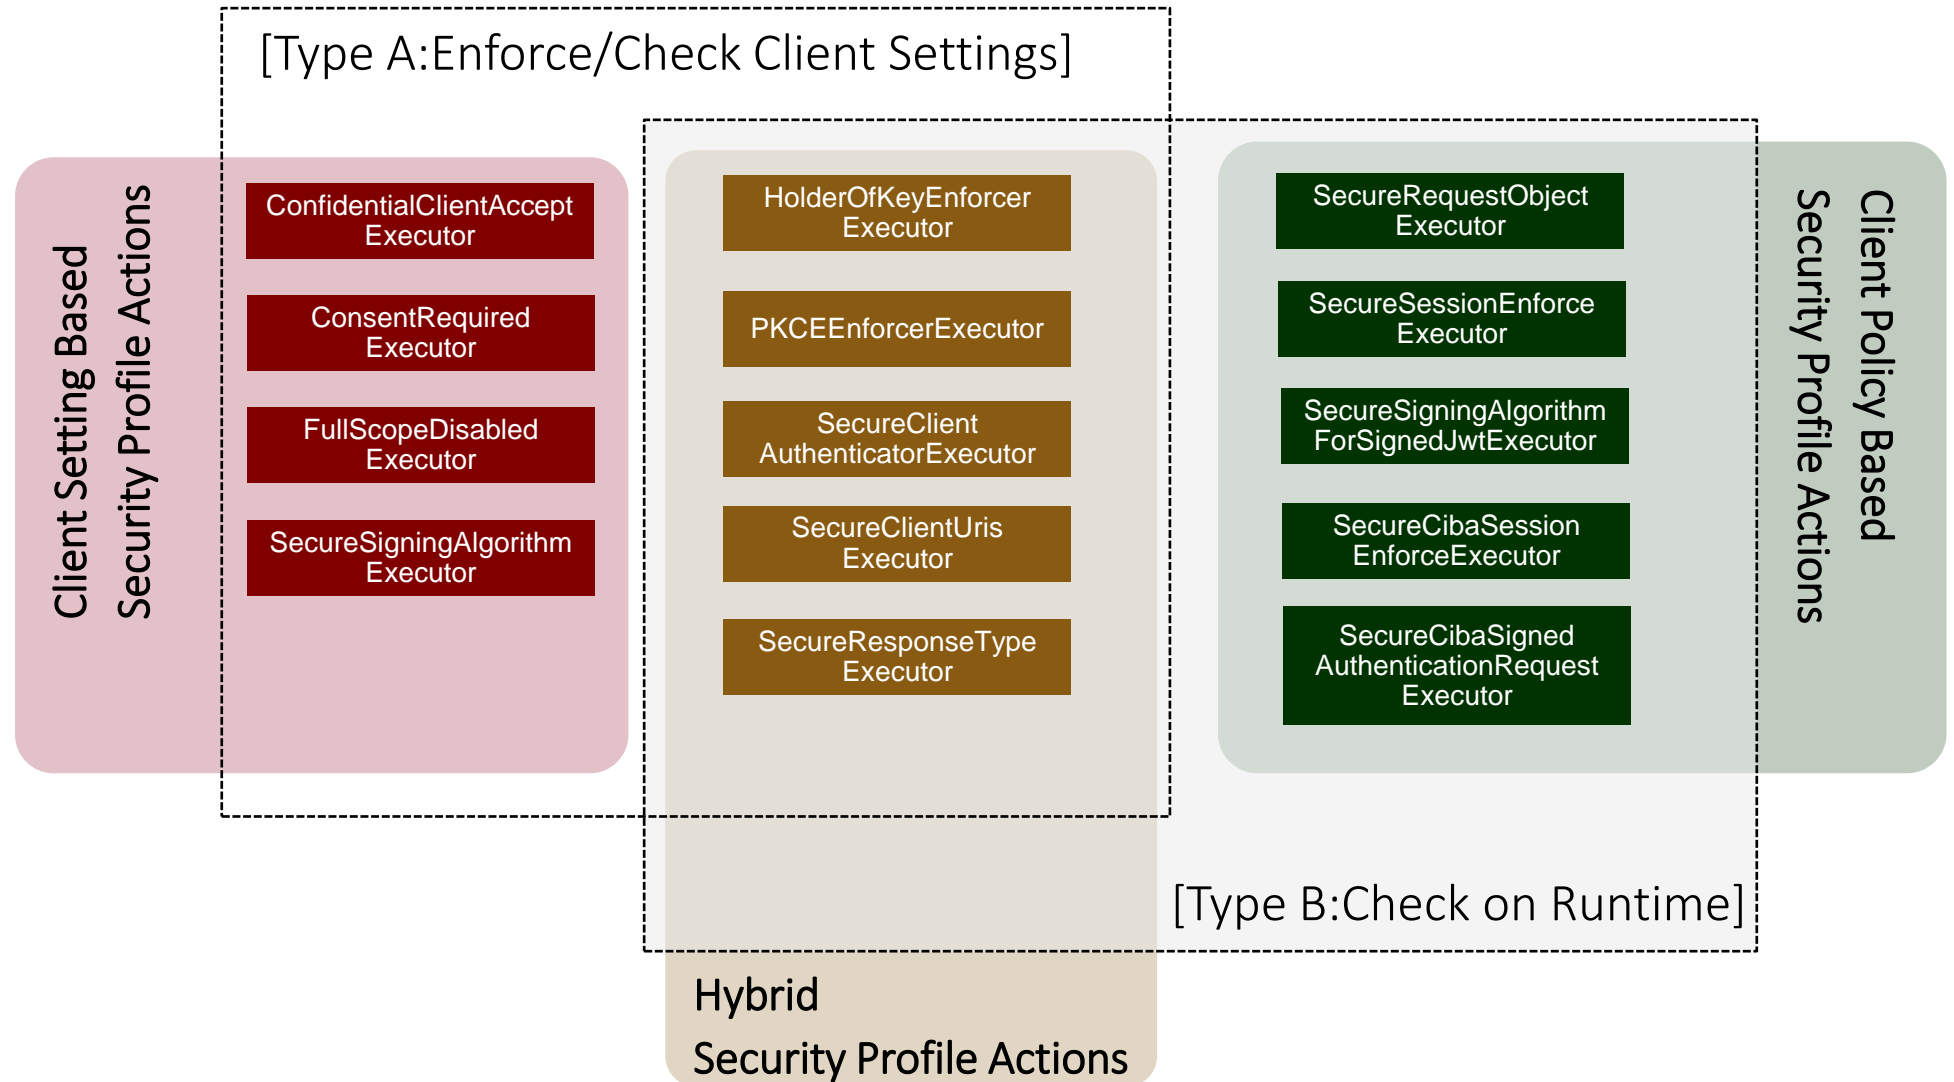 [Type A:Enforce/Check Client Settings]
Client Setting Based
Security Profile Actions
ConfidentialClientAccept
Executor
ConsentRequired
Executor
FullScopeDisabled
Executor
SecureSigningAlgorithm
Executor
HolderOfKeyEnforcer
Executor
PKCEEnforcerExecutor
SecureClient
AuthenticatorExecutor
SecureClientUris
Executor
SecureResponseType
Executor
SecureRequestObject
Executor
SecureSessionEnforce
Executor
SecureSigningAlgorithm
ForSignedJwtExecutor
SecureCibaSession
EnforceExecutor
SecureCibaSigned
AuthenticationRequest
Executor
Client Policy Based
Security Profile Actions
[Type B:Check on Runtime]
Hybrid
Security Profile Actions